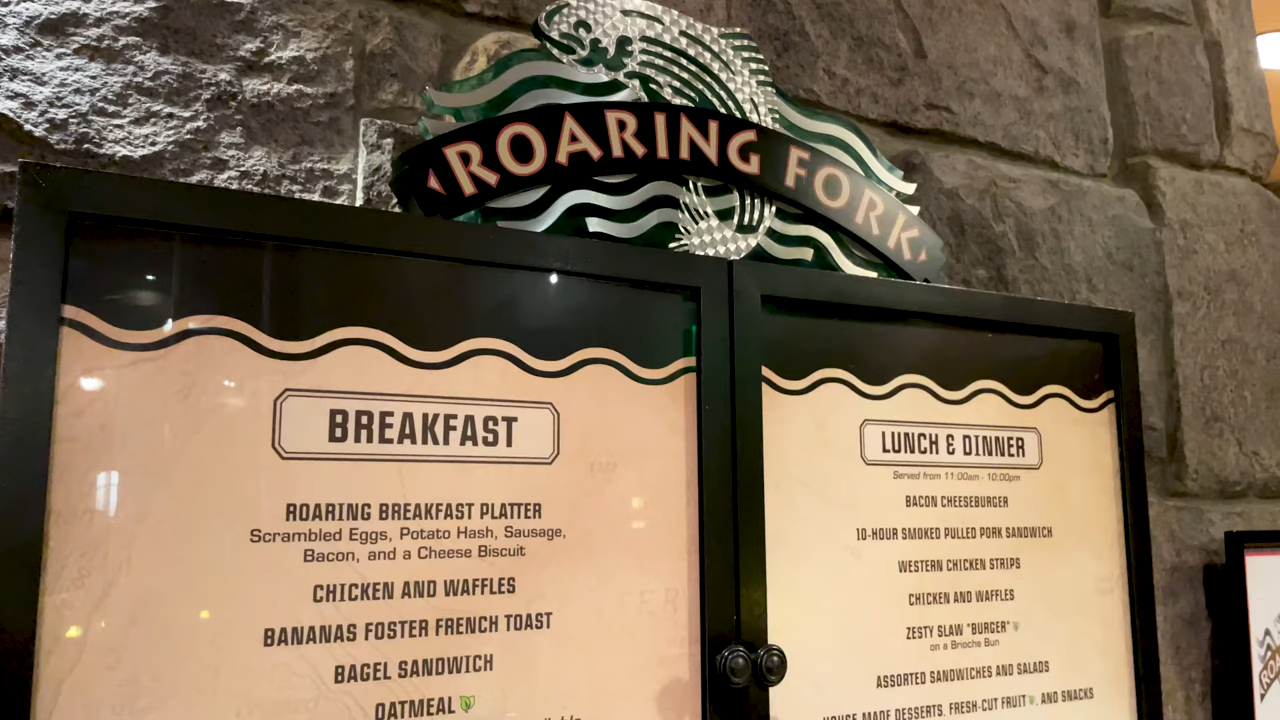 ROARING FORK
BREAKFAST
ROARING BREAKFAST PLATTER
Scrambled Eggs, Potato Hash, Sausage,
Bacon, and a Cheese Biscuit
CHICKEN AND WAFFLES
BANANAS FOSTER FRENCH TOAST
BAGEL SANDWICH
OATMEAL
LUNCH & DINNER
Served from 11:00am - 10:00pm
BACON CHEESEBURGER
10-HOUR SMOKED PULLED PORK SANDWICH
WESTERN CHICKEN STRIPS
CHICKEN AND WAFFLES
ZESTY SLAW "BURGER"
on a Brioche Bun
ASSORTED SANDWICHES AND SALADS
HOUSE MADE DESSERTS, FRESH-CUT FRUIT, AND SNACKS